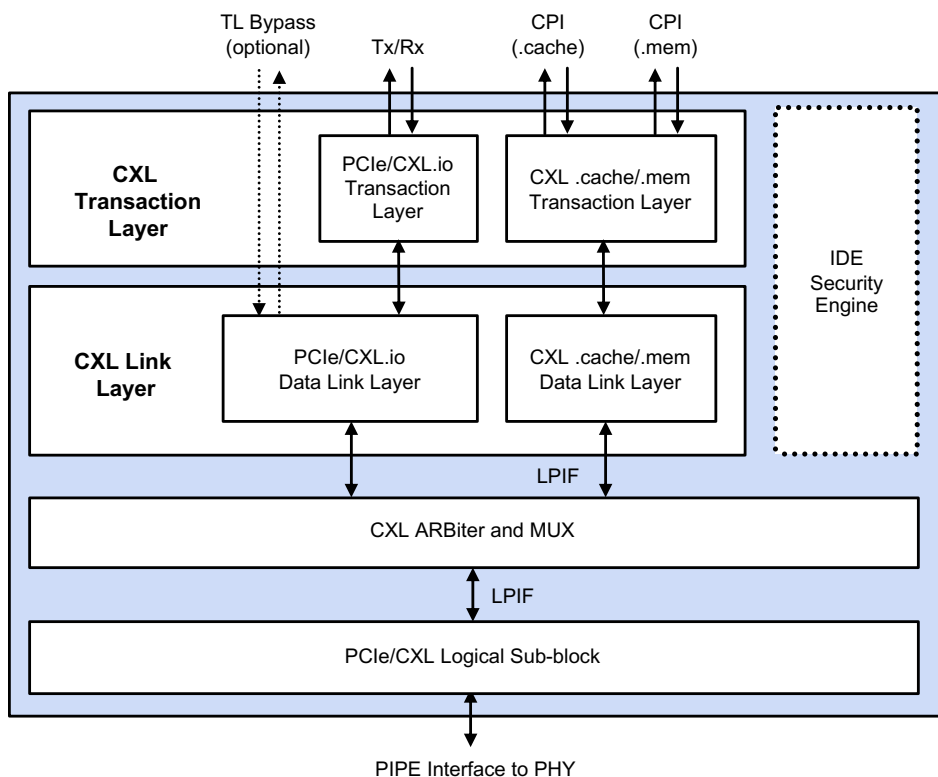 TL Bypass
(optional)
Tx/Rx
CPI
(.cache)
CPI
(.mem)
CXL
Transaction
Layer
PCIe/CXL.io
Transaction
Layer
CXL .cache/.mem
Transaction Layer
IDE
Security
Engine
CXL Link
Layer
PCIe/CXL.io
Data Link Layer
CXL .cache/.mem
Data Link Layer
LPIF
CXL ARBiter and MUX
LPIF
PCIe/CXL Logical Sub-block
PIPE Interface to PHY